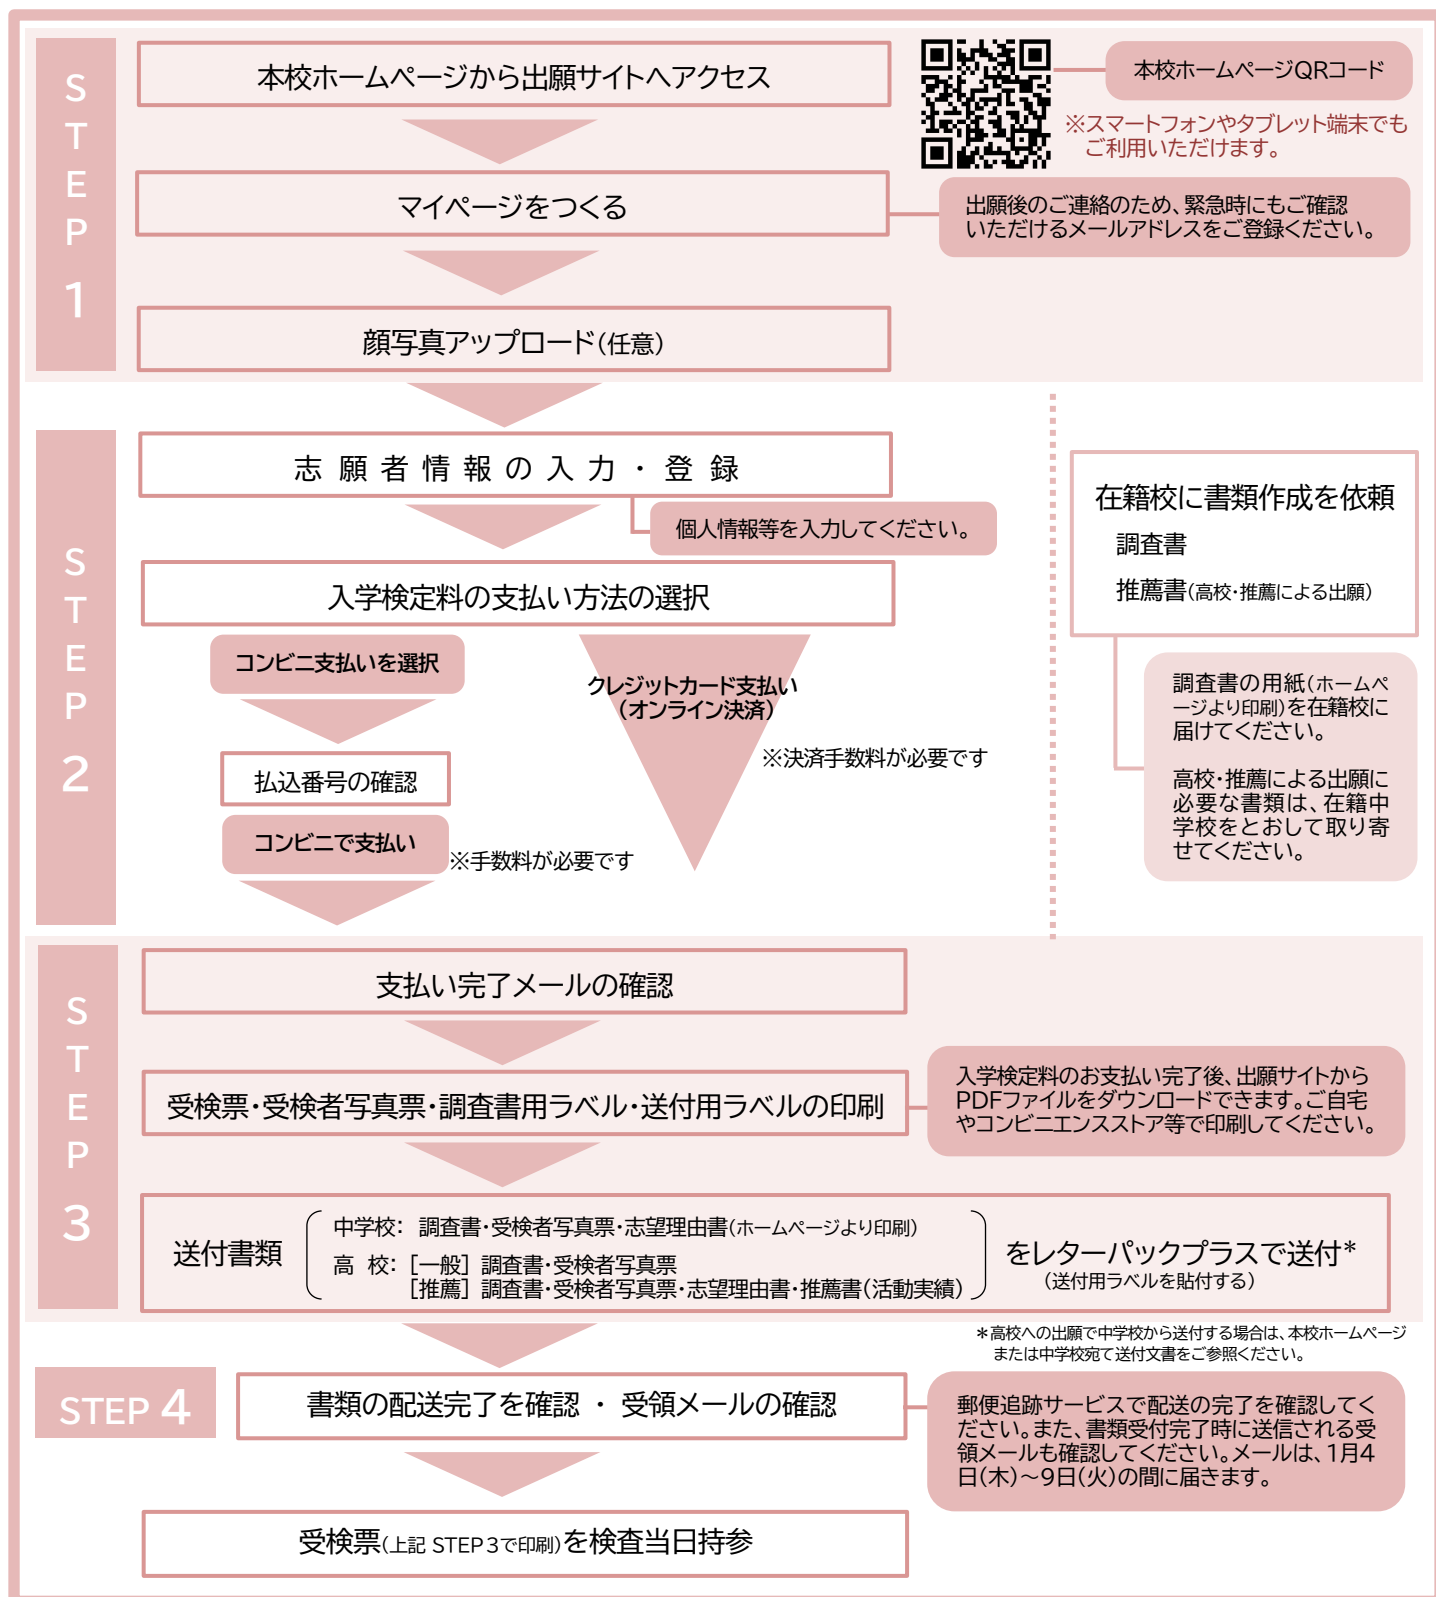 STEP 1
本校ホームページから出願サイトへアクセス
本校ホームページQRコード
※スマートフォンやタブレット端末でも
ご利用いただけます。
マイページをつくる
出願後のご連絡のため、緊急時にもご確認
いただけるメールアドレスをご登録ください。
顔写真アップロード(任意)
STEP 2
志願者情報の入力・登録
個人情報等を入力してください。
入学検定料の支払い方法の選択
コンビニ支払いを選択
クレジットカード支払い
(オンライン決済)
※決済手数料が必要です
払込番号の確認
コンビニで支払い
※手数料が必要です
在籍校に書類作成を依頼
調査書
推薦書(高校・推薦による出願)
調査書の用紙(ホームペ
ージより印刷)を在籍校に
届けてください。
高校・推薦による出願に
必要な書類は、在籍中
学校をとおして取り寄
せてください。
STEP 3
支払い完了メールの確認
受検票・受検者写真票・調査書用ラベル・送付用ラベルの印刷
入学検定料のお支払い完了後、出願サイトから
PDFファイルをダウンロードできます。ご自宅
やコンビニエンスストア等で印刷してください。
送付書類
中学校: 調査書・受検者写真票・志望理由書(ホームページより印刷)
高 校: [一般] 調査書・受検者写真票
[推薦] 調査書・受検者写真票・志望理由書・推薦書(活動実績)
をレターパックプラスで送付*
(送付用ラベルを貼付する)
*高校への出願で中学校から送付する場合は、本校ホームページ
または中学校宛て送付文書をご参照ください。
STEP 4
書類の配送完了を確認 ・ 受領メールの確認
郵便追跡サービスで配送の完了を確認してく
ださい。また、書類受付完了時に送信される受
領メールも確認してください。メールは、1月4
日(木)~9日(火)の間に届きます。
受検票(上記 STEP3で印刷)を検査当日持参